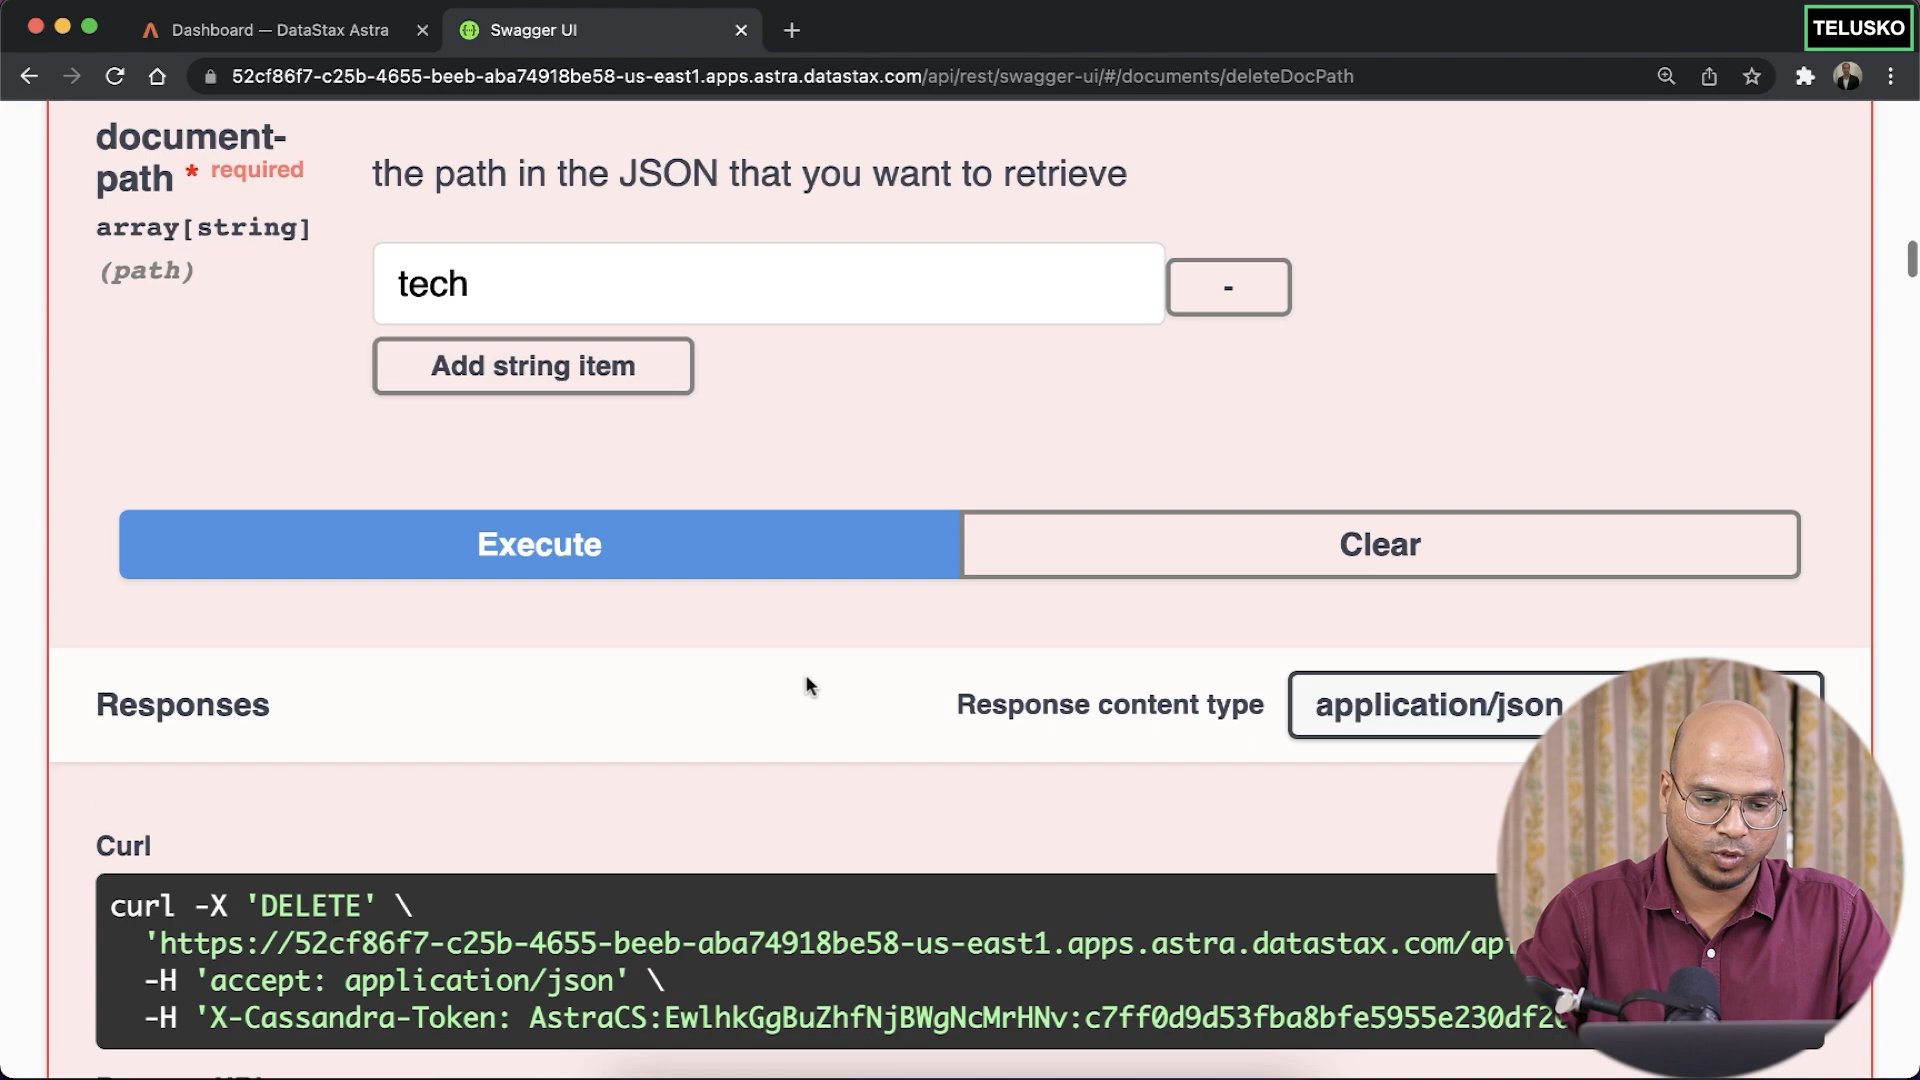 Dashboard — DataStax Astra
Swagger UI
TELUSKO
52cf86f7-c25b-4655-beeb-aba74918be58-us-east1.apps.astra.datastax.com/api/rest/swagger-ui/#/documents/deleteDocPath
document-
path * required
the path in the JSON that you want to retrieve
array[string]
(path)
tech
-
Add string item
Execute
Clear
Responses
Response content type
application/json
Curl
curl -X 'DELETE' \
'https://52cf86f7-c25b-4655-beeb-aba74918be58-us-east1.apps.astra.datastax.com/api
-H 'accept: application/json' \
-H 'X-Cassandra-Token: AstraCS:EwlhkGgBuZhfNjBWgNcMrHNv:c7ff0d9d53fba8bfe5955e230df2